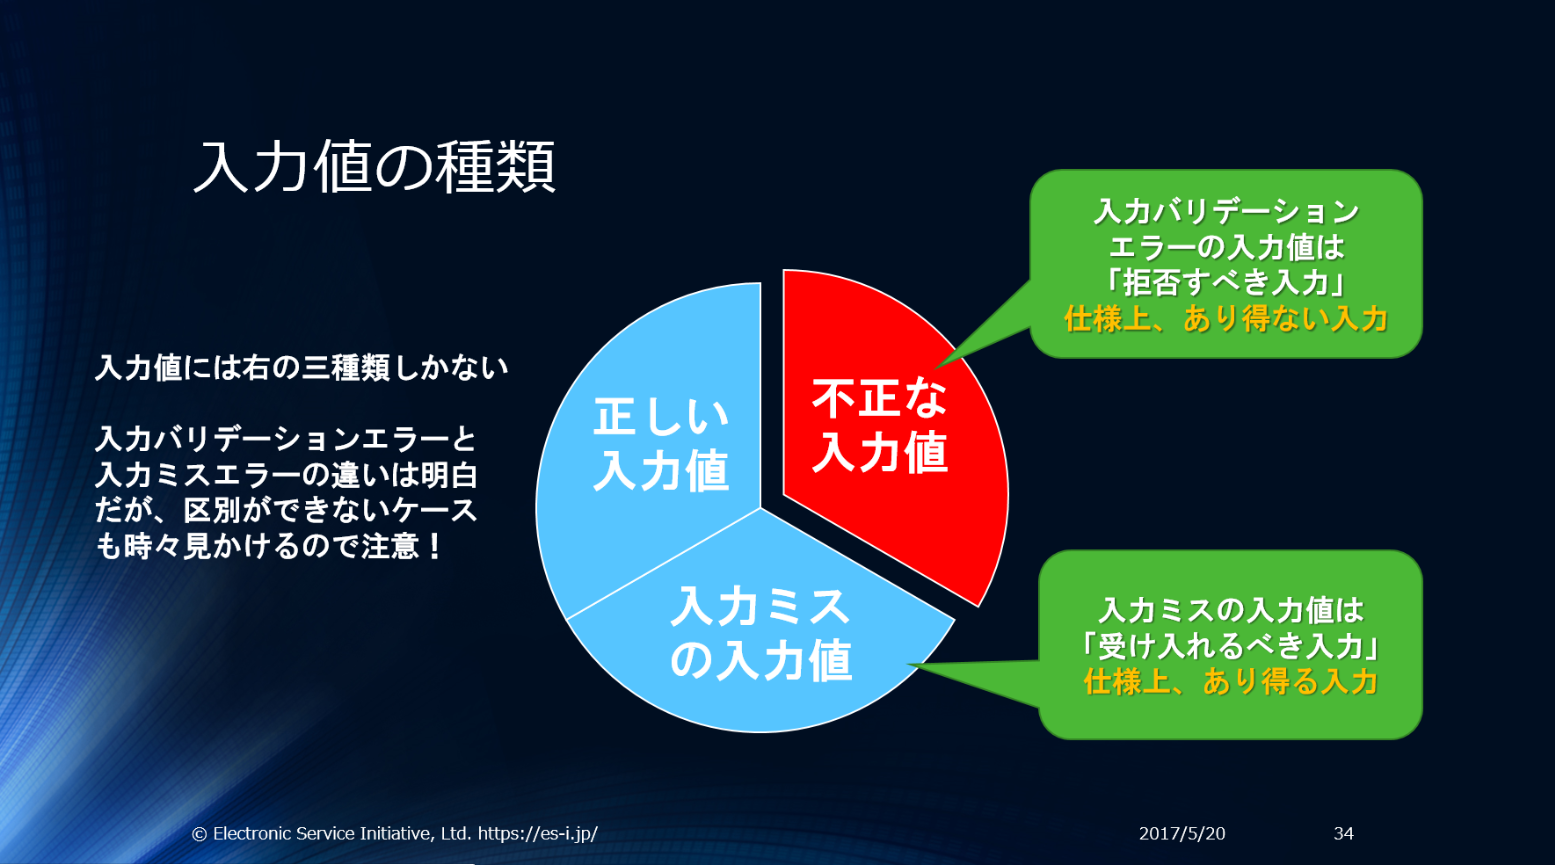 入力値の種類
入力値には右の三種類しかない
入力バリデーションエラーと
入力ミスエラーの違いは明白
だが、区別ができないケース
も時々見かけるので注意！
正しい
入力値
不正な
入力値
入力ミス
の入力値
入力バリデーション
エラーの入力値は
「拒否すべき入力」
仕様上、あり得ない入力
入力ミスの入力値は
「受け入れるべき入力」
仕様上、あり得る入力
© Electronic Service Initiative, Ltd. https://es-i.jp/
2017/5/20
34